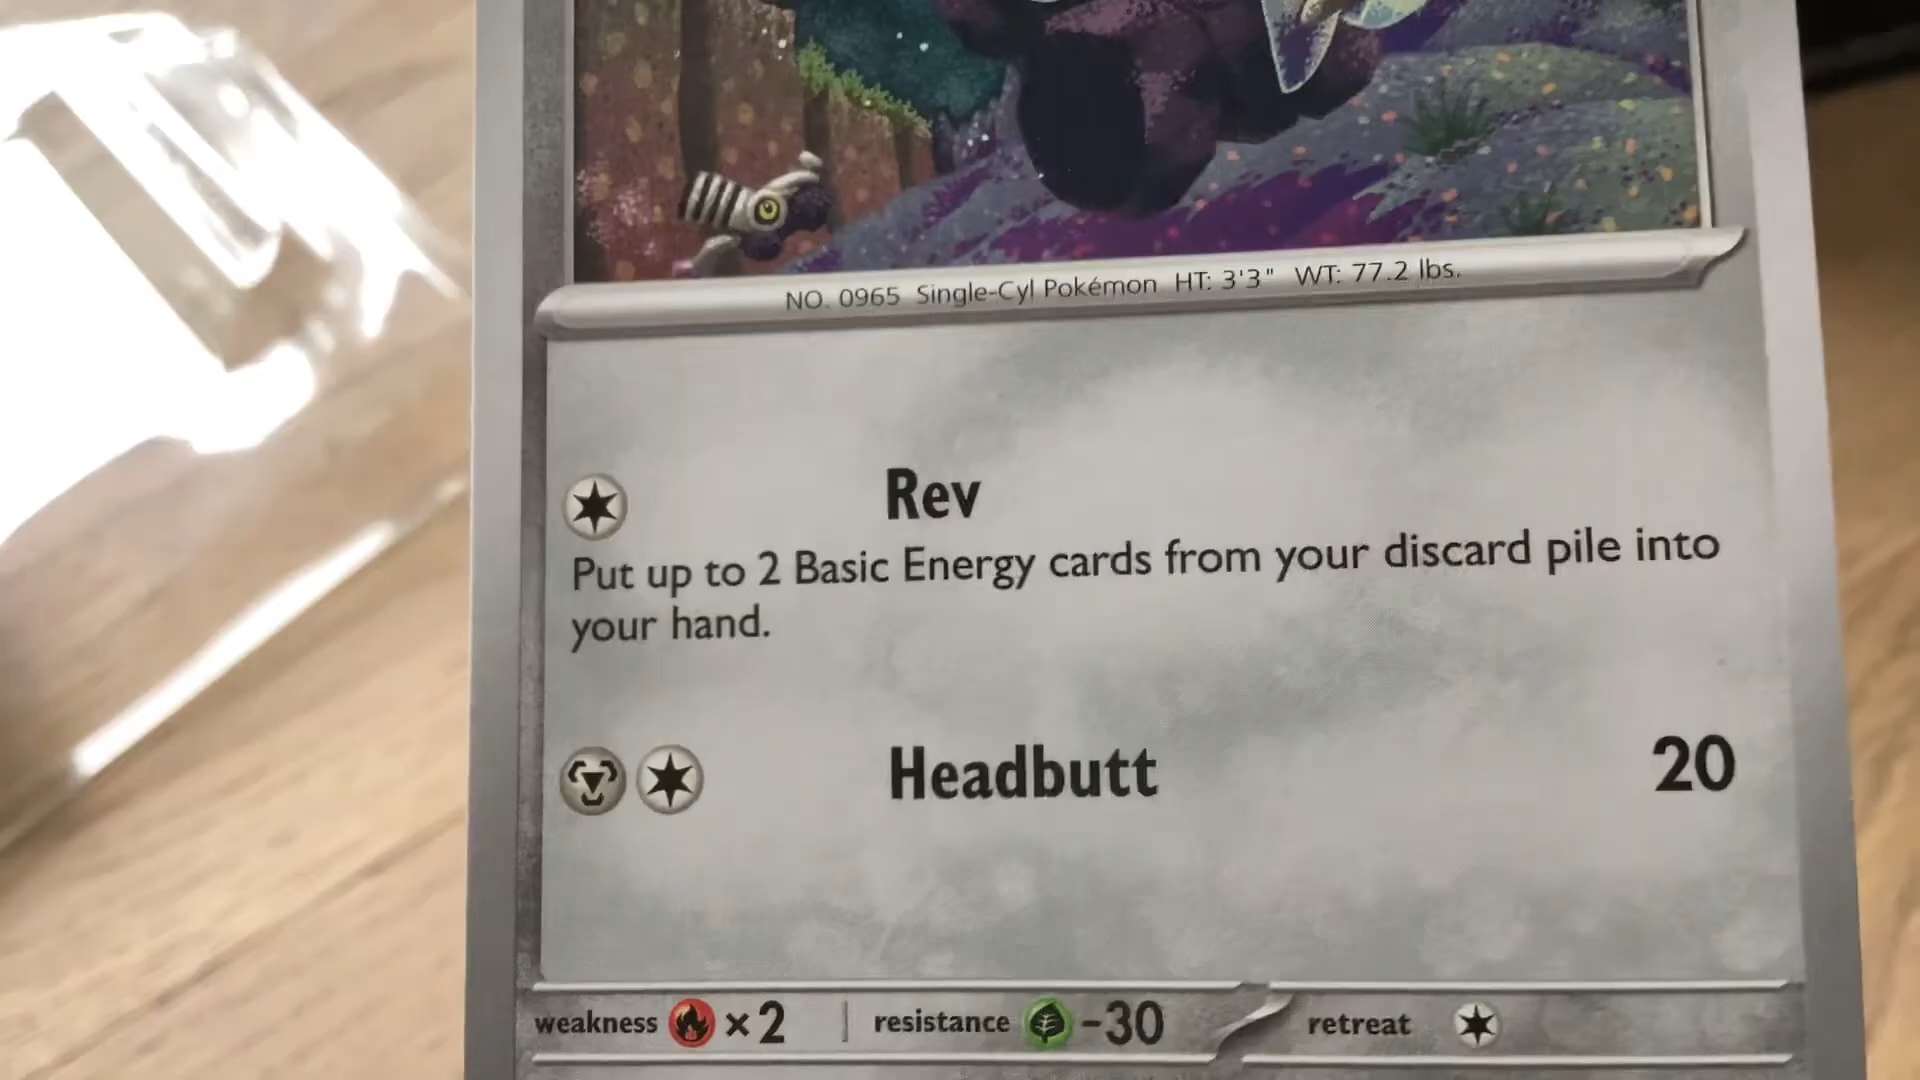 NO. 0965 Single-Cyl Pokémon HT: 3'3" WT: 77.2 lbs.
Rev
Put up to 2 Basic Energy cards from your discard pile into
your hand.
Headbutt 20
weakness ×2 resistance -30 retreat